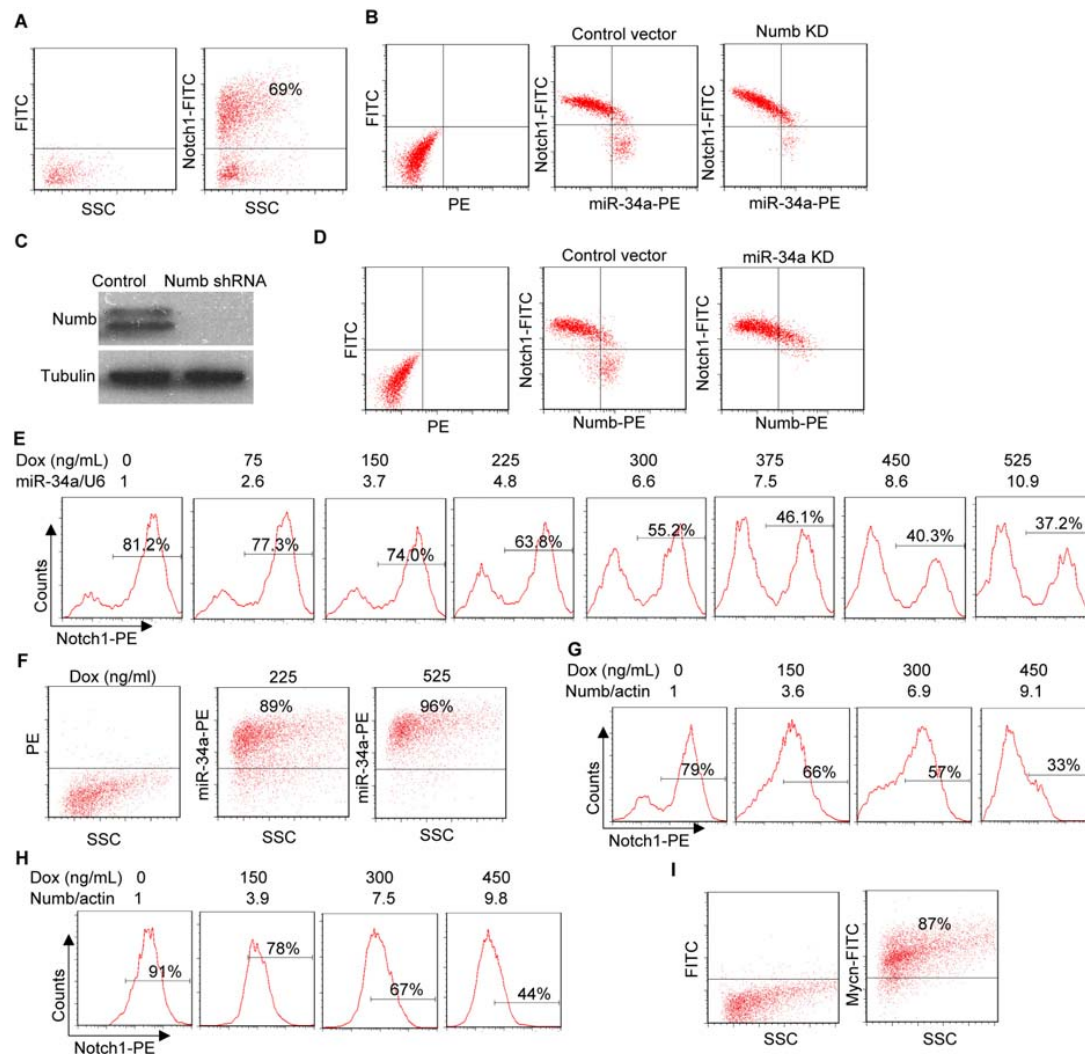 A
FITC
SSC
Notch1-FITC
69%
SSC
B
FITC
PE
Control vector
Notch1-FITC
miR-34a-PE
Numb KD
Notch1-FITC
miR-34a-PE
C
Control Numb shRNA
Numb
Tubulin
D
FITC
PE
Control vector
Notch1-FITC
Numb-PE
miR-34a KD
Notch1-FITC
Numb-PE
E
Dox (ng/mL) 0 75 150 225 300 375 450 525
miR-34a/U6 1 2.6 3.7 4.8 6.6 7.5 8.6 10.9
81.2% 77.3% 74.0% 63.8% 55.2% 46.1% 40.3% 37.2%
Counts
Notch1-PE
F
Dox (ng/ml) 225 525
PE
SSC
miR-34a-PE
89%
SSC
miR-34a-PE
96%
SSC
G
Dox (ng/mL) 0 150 300 450
Numb/actin 1 3.6 6.9 9.1
79% 66% 57% 33%
Counts
Notch1-PE
H
Dox (ng/mL) 0 150 300 450
Numb/actin 1 3.9 7.5 9.8
91% 78% 67% 44%
Counts
Notch1-PE
I
FITC
SSC
Mycn-FITC
87%
SSC